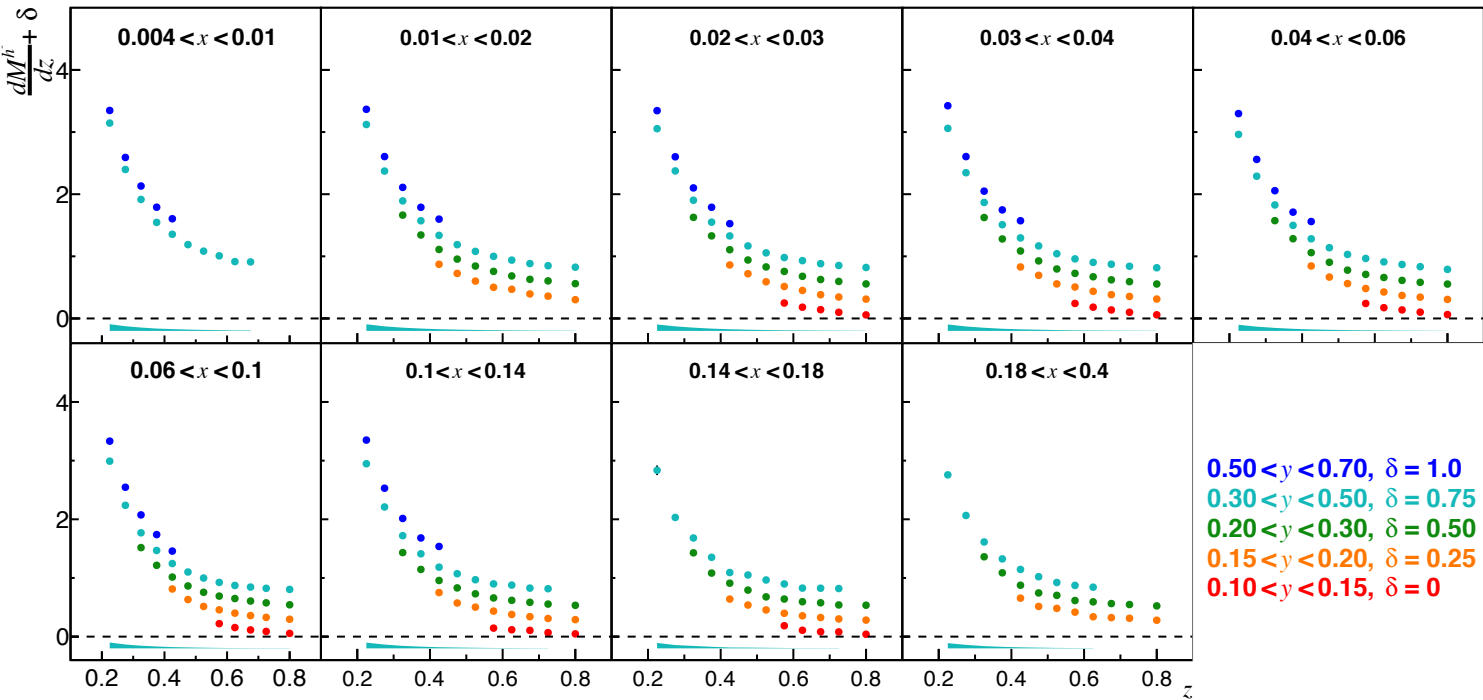 dM^h⁻/dz + δ
0.004 < x < 0.01
0.01 < x < 0.02
0.02 < x < 0.03
0.03 < x < 0.04
0.04 < x < 0.06
4
2
0
0.06 < x < 0.1
0.1 < x < 0.14
0.14 < x < 0.18
0.18 < x < 0.4
4
2
0
0.50 < y < 0.70, δ = 1.0
0.30 < y < 0.50, δ = 0.75
0.20 < y < 0.30, δ = 0.50
0.15 < y < 0.20, δ = 0.25
0.10 < y < 0.15, δ = 0
0.2 0.4 0.6 0.8 0.2 0.4 0.6 0.8 0.2 0.4 0.6 0.8 0.2 0.4 0.6 0.8 z